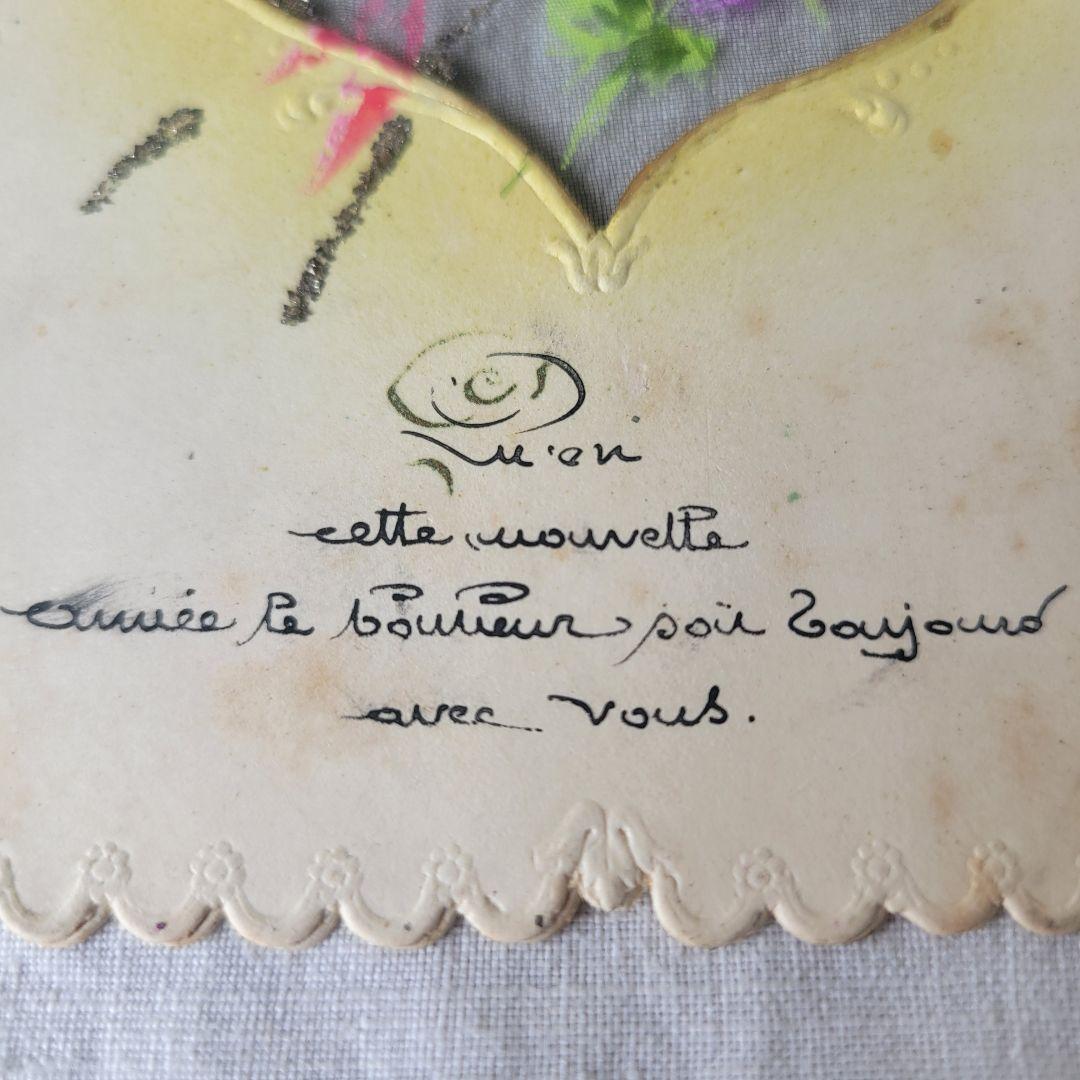 Qu'en
cette nouvelle
année le bonheur soit toujours
avec vous.